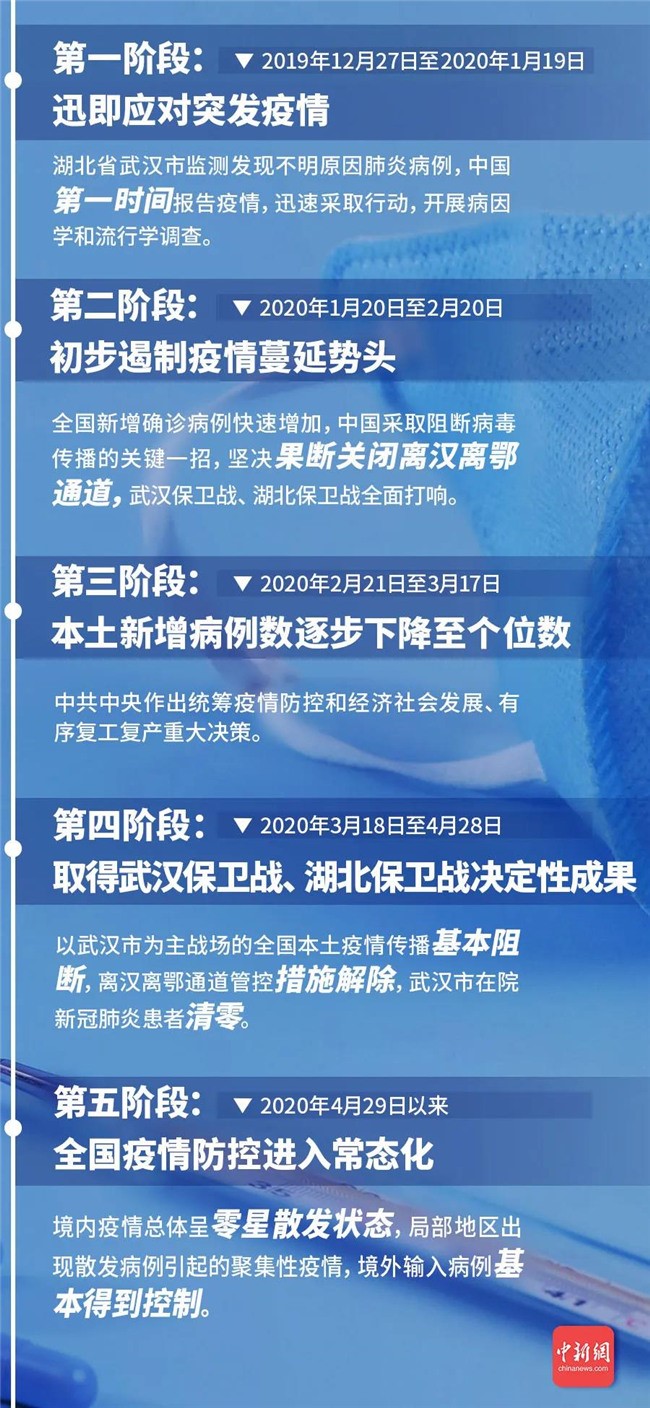 第一阶段：
▼ 2019年12月27日至2020年1月19日
迅即应对突发疫情
湖北省武汉市监测发现不明原因肺炎病例，中国
第一时间报告疫情，迅速采取行动，开展病因
学和流行学调查。
第二阶段：
▼ 2020年1月20日至2月20日
初步遏制疫情蔓延势头
全国新增确诊病例快速增加，中国采取阻断病毒
传播的关键一招，坚决果断关闭离汉离鄂
通道，武汉保卫战、湖北保卫战全面打响。
第三阶段：
▼ 2020年2月21日至3月17日
本土新增病例数逐步下降至个位数
中共中央作出统筹疫情防控和经济社会发展、有
序复工复产重大决策。
第四阶段：
▼ 2020年3月18日至4月28日
取得武汉保卫战、湖北保卫战决定性成果
以武汉市为主战场的全国本土疫情传播基本阻
断，离汉离鄂通道管控措施解除，武汉市在院
新冠肺炎患者清零。
第五阶段：
▼ 2020年4月29日以来
全国疫情防控进入常态化
境内疫情总体呈零星散发状态，局部地区出
现散发病例引起的聚集性疫情，境外输入病例基
本得到控制。
35
41
中新網
chinanews.com